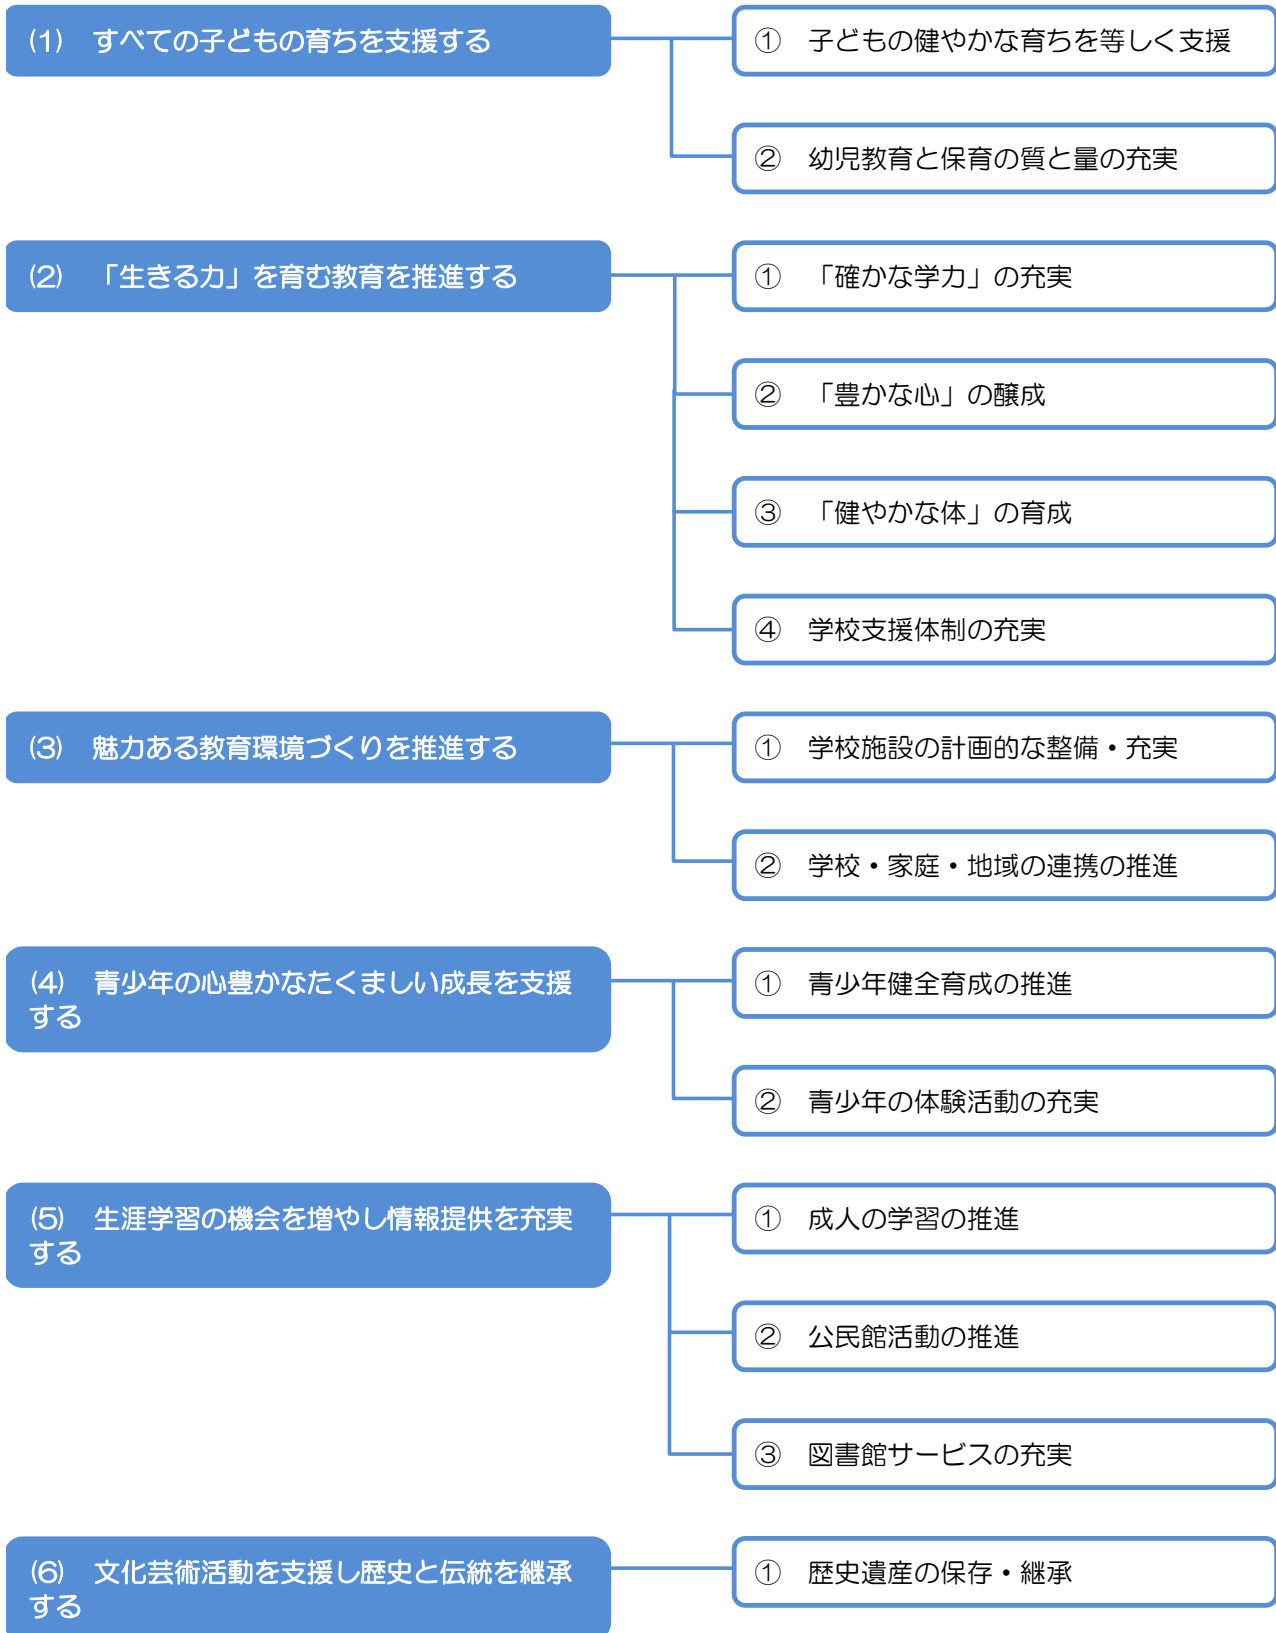 (1)　すべての子どもの育ちを支援する
①　子どもの健やかな育ちを等しく支援
②　幼児教育と保育の質と量の充実
(2)　「生きる力」を育む教育を推進する
①　「確かな学力」の充実
②　「豊かな心」の醸成
③　「健やかな体」の育成
④　学校支援体制の充実
(3)　魅力ある教育環境づくりを推進する
①　学校施設の計画的な整備・充実
②　学校・家庭・地域の連携の推進
(4)　青少年の心豊かなたくましい成長を支援
する
①　青少年健全育成の推進
②　青少年の体験活動の充実
(5)　生涯学習の機会を増やし情報提供を充実
する
①　成人の学習の推進
②　公民館活動の推進
③　図書館サービスの充実
(6)　文化芸術活動を支援し歴史と伝統を継承
する
①　歴史遺産の保存・継承